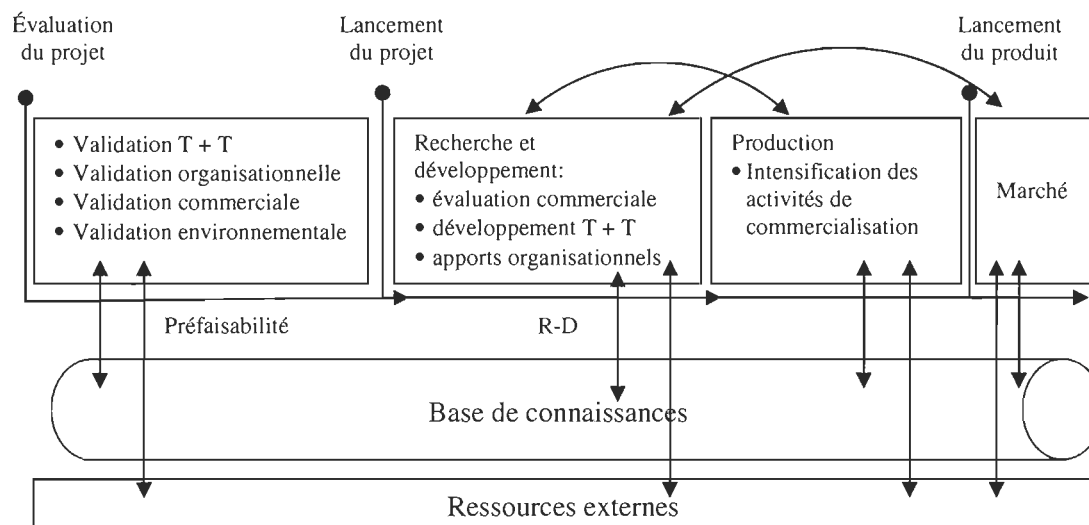 Évaluation
du projet
Lancement
du projet
Lancement
du produit
• Validation T + T
• Validation organisationnelle
• Validation commerciale
• Validation environnementale
Recherche et
développement:
• évaluation commerciale
• développement T + T
• apports organisationnels
Production
• Intensification des
activités de
commercialisation
Marché
Préfaisabilité
R-D
Base de connaissances
Ressources externes